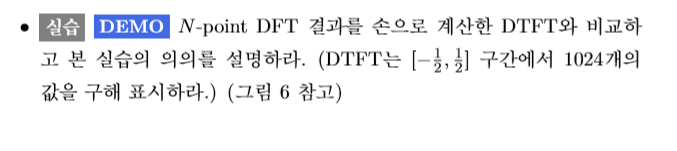 • 실습 DEMO N-point DFT 결과를 손으로 계산한 DTFT와 비교하
고 본 실습의 의의를 설명하라. (DTFT는 [−1/2, 1/2] 구간에서 1024개의
값을 구해 표시하라.) (그림 6 참고)